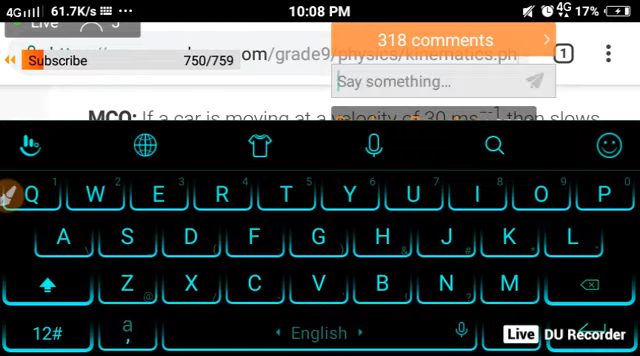 4G 61.7K/s 10:08 PM 4G 17%
Live 3
om/grade9/physics/kinematics.ph 1
Subscribe 750/759
318 comments
Say something...
MCQ: If a car is moving at a velocity of 30 ms⁻¹ then slows
Q 1 W 2 E 3 R 4 T 5 Y 6 U 7 I 8 O 9 P 0
A \ S D F G H & J # K * L "
Z @ X C V B N M
12# a , English
Live DU Recorder